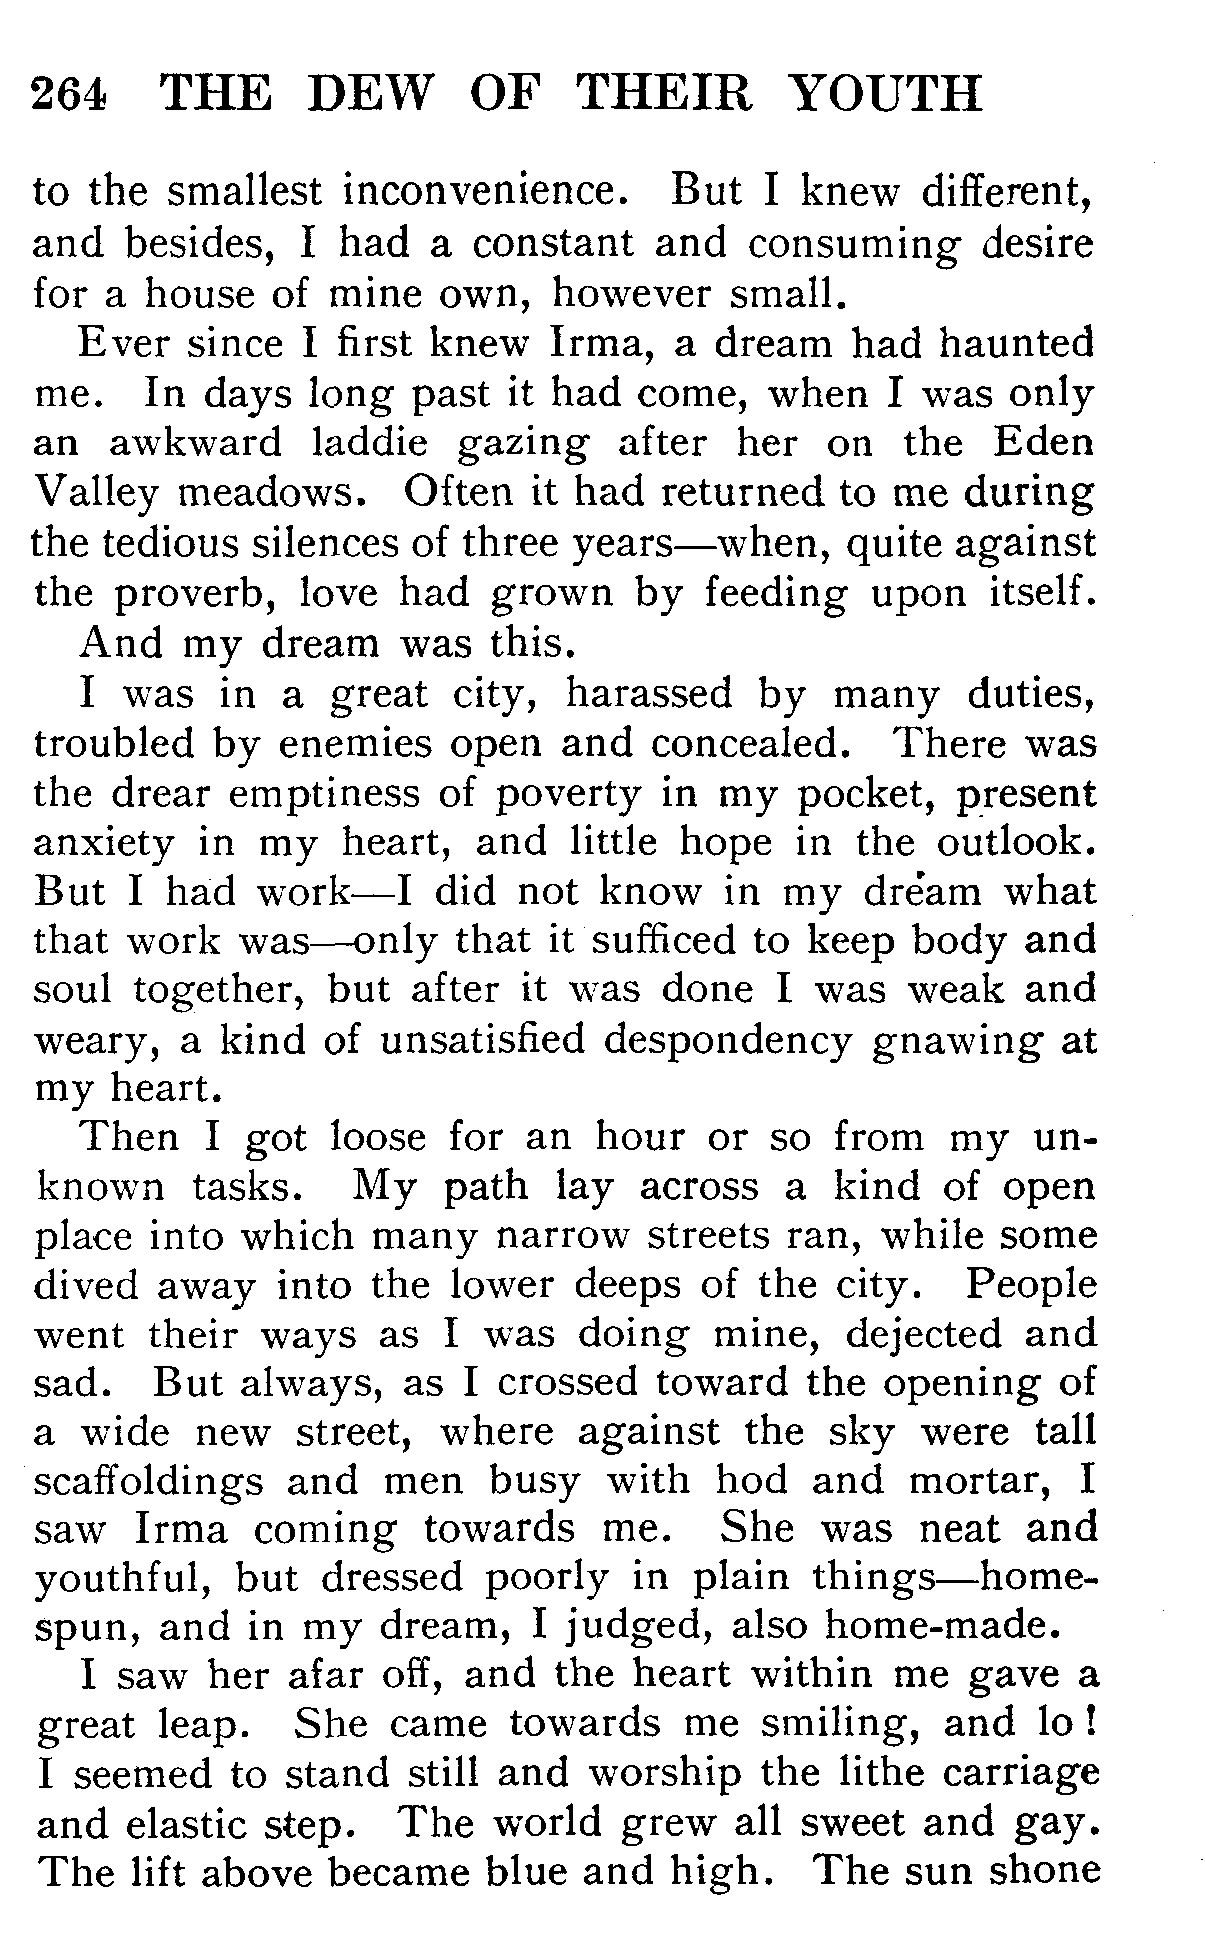 264 THE DEW OF THEIR YOUTH
to the smallest inconvenience. But I knew different,
and besides, I had a constant and consuming desire
for a house of mine own, however small.
Ever since I first knew Irma, a dream had haunted
me. In days long past it had come, when I was only
an awkward laddie gazing after her on the Eden
Valley meadows. Often it had returned to me during
the tedious silences of three years—when, quite against
the proverb, love had grown by feeding upon itself.
And my dream was this.
I was in a great city, harassed by many duties,
troubled by enemies open and concealed. There was
the drear emptiness of poverty in my pocket, present
anxiety in my heart, and little hope in the outlook.
But I had work—I did not know in my dream what
that work was—only that it sufficed to keep body and
soul together, but after it was done I was weak and
weary, a kind of unsatisfied despondency gnawing at
my heart.
Then I got loose for an hour or so from my un-
known tasks. My path lay across a kind of open
place into which many narrow streets ran, while some
dived away into the lower deeps of the city. People
went their ways as I was doing mine, dejected and
sad. But always, as I crossed toward the opening of
a wide new street, where against the sky were tall
scaffoldings and men busy with hod and mortar, I
saw Irma coming towards me. She was neat and
youthful, but dressed poorly in plain things—home-
spun, and in my dream, I judged, also home-made.
I saw her afar off, and the heart within me gave a
great leap. She came towards me smiling, and lo!
I seemed to stand still and worship the lithe carriage
and elastic step. The world grew all sweet and gay.
The lift above became blue and high. The sun shone